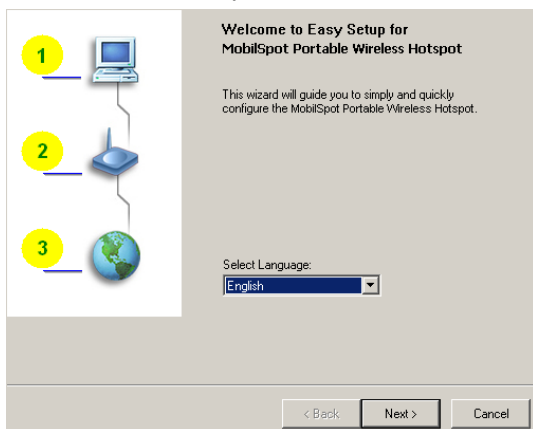 Welcome to Easy Setup for
MobilSpot Portable Wireless Hotspot
This wizard will guide you to simply and quickly
configure the MobilSpot Portable Wireless Hotspot.
1
2
3
Select Language:
English
< Back Next > Cancel